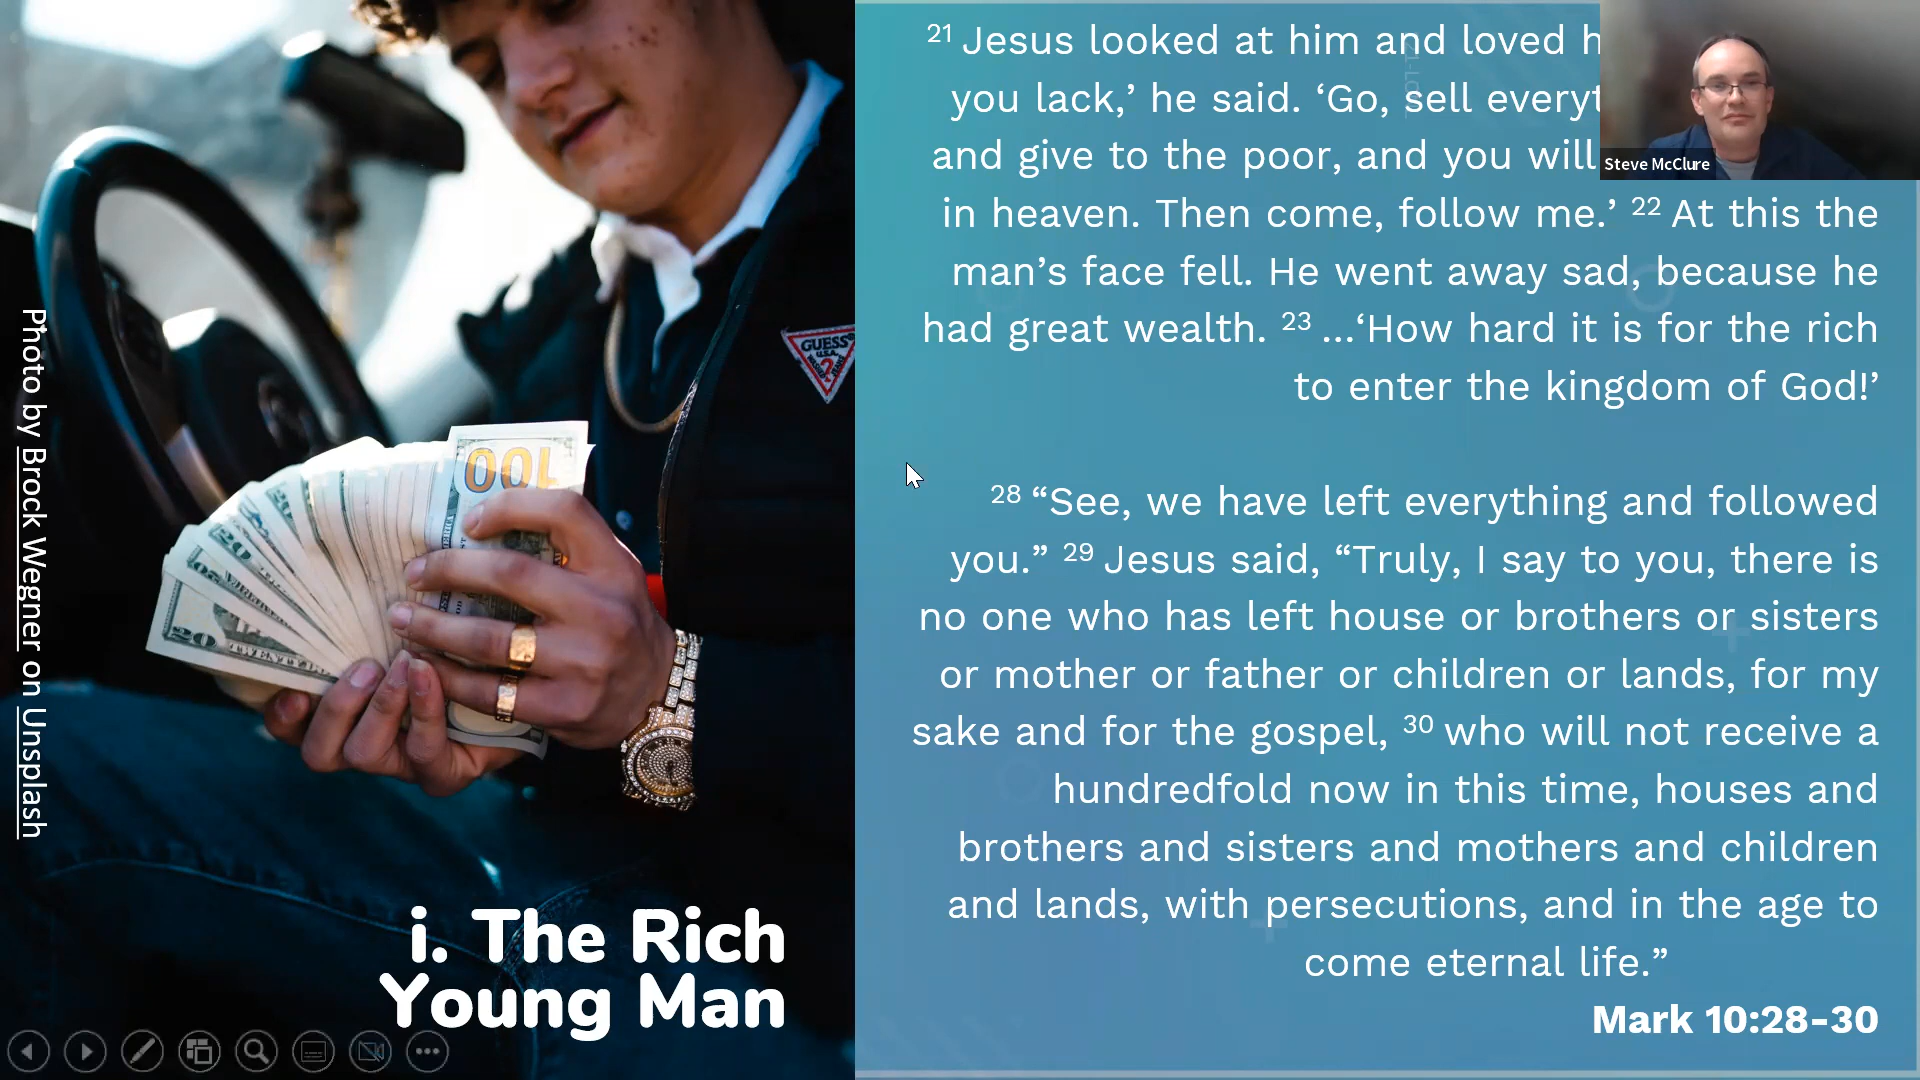 21 Jesus looked at him and loved h
you lack,’ he said. ‘Go, sell everyt
and give to the poor, and you will
in heaven. Then come, follow me.’ 22 At this the
man’s face fell. He went away sad, because he
had great wealth. 23 …‘How hard it is for the rich
to enter the kingdom of God!’
28 “See, we have left everything and followed
you.” 29 Jesus said, “Truly, I say to you, there is
no one who has left house or brothers or sisters
or mother or father or children or lands, for my
sake and for the gospel, 30 who will not receive a
hundredfold now in this time, houses and
brothers and sisters and mothers and children
and lands, with persecutions, and in the age to
come eternal life.”
Mark 10:28-30
Steve McClure
i. The Rich
Young Man
Photo by Brock Wegner on Unsplash
GUESS
U.S.A.
?
100
20
20
20
TWENTY